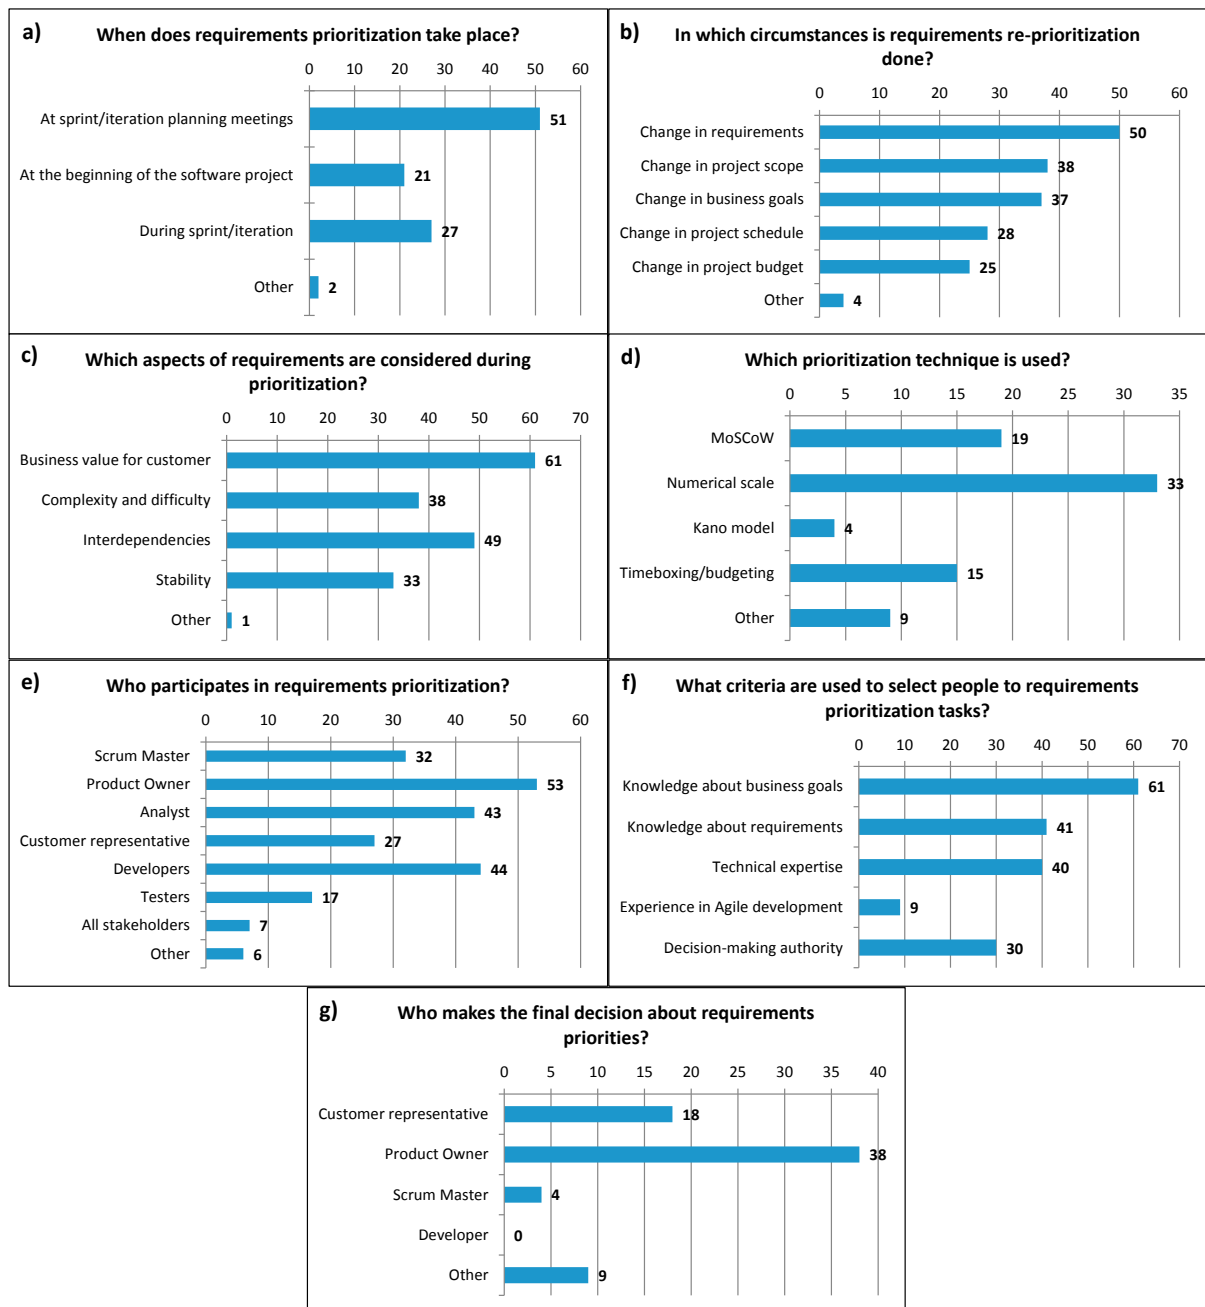 a) When does requirements prioritization take place?
0 10 20 30 40 50 60
At sprint/iteration planning meetings 51
At the beginning of the software project 21
During sprint/iteration 27
Other 2
b) In which circumstances is requirements re-prioritization
done?
0 10 20 30 40 50 60
Change in requirements 50
Change in project scope 38
Change in business goals 37
Change in project schedule 28
Change in project budget 25
Other 4
c) Which aspects of requirements are considered during
prioritization?
0 10 20 30 40 50 60 70
Business value for customer 61
Complexity and difficulty 38
Interdependencies 49
Stability 33
Other 1
d) Which prioritization technique is used?
0 5 10 15 20 25 30 35
MoSCoW 19
Numerical scale 33
Kano model 4
Timeboxing/budgeting 15
Other 9
e) Who participates in requirements prioritization?
0 10 20 30 40 50 60
Scrum Master 32
Product Owner 53
Analyst 43
Customer representative 27
Developers 44
Testers 17
All stakeholders 7
Other 6
f) What criteria are used to select people to requirements
prioritization tasks?
0 10 20 30 40 50 60 70
Knowledge about business goals 61
Knowledge about requirements 41
Technical expertise 40
Experience in Agile development 9
Decision-making authority 30
g) Who makes the final decision about requirements
priorities?
0 5 10 15 20 25 30 35 40
Customer representative 18
Product Owner 38
Scrum Master 4
Developer 0
Other 9